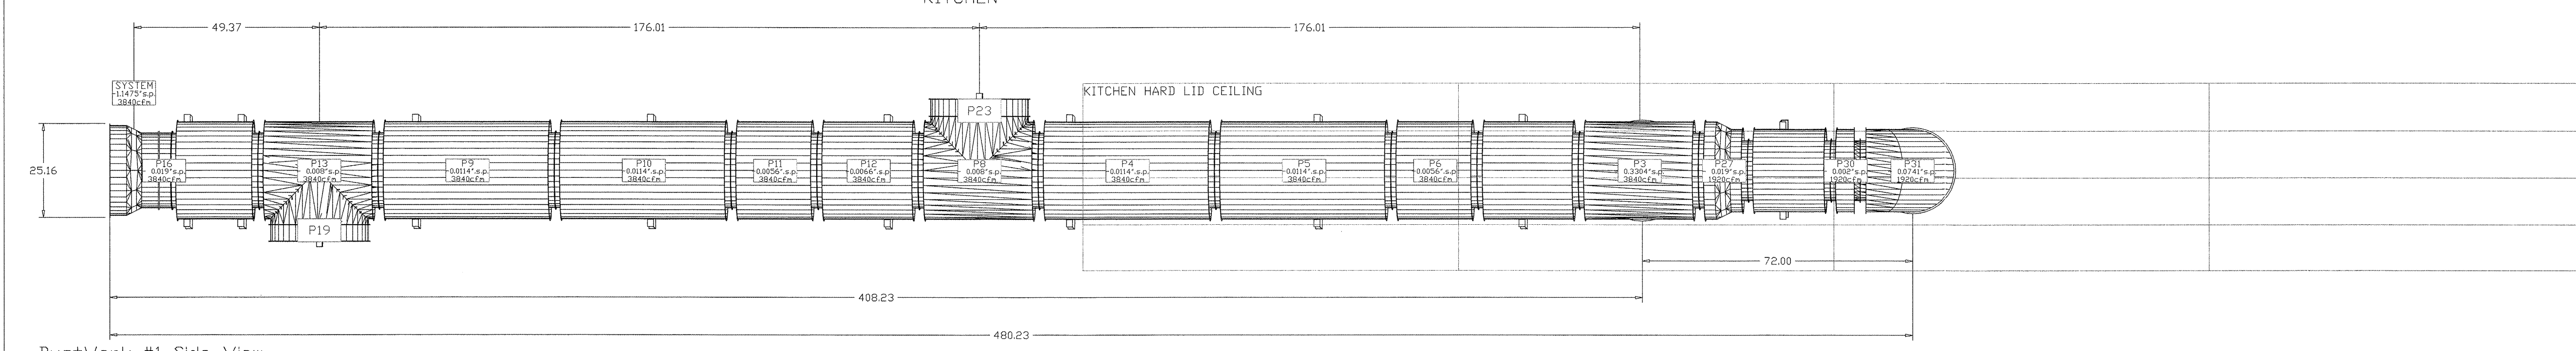 KITCHEN
49.37
176.01
176.01
SYSTEM
-1.1475"s.p.
3840cfm
KITCHEN HARD LID CEILING
P23
25.16
P16
- 0.019"s.p.
3840cfm
P13
- 0.008"s.p.
3840cfm
P9
-0.0114"s.p.
3840cfm
P10
-0.0114"s.p.
3840cfm
P11
-0.0056"s.p.
3840cfm
P12
-0.0066"s.p.
3840cfm
P8
- 0.008"s.p.
3840cfm
P4
-0.0114"s.p.
3840cfm
P5
-0.0114"s.p.
3840cfm
P6
-0.0056"s.p.
3840cfm
P3
0.3304"s.p.
3840cfm
P27
- 0.019"s.p.
1920cfm
P30
- 0.002"s.p.
1920cfm
P31
0.0741"s.p.
1920cfm
P19
72.00
408.23
480.23
DuctWork #1 Side View